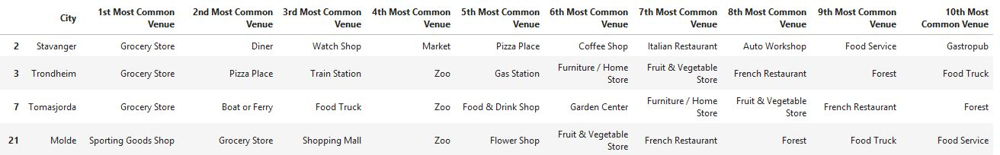 City 1st Most Common Venue 2nd Most Common Venue 3rd Most Common Venue 4th Most Common Venue 5th Most Common Venue 6th Most Common Venue 7th Most Common Venue 8th Most Common Venue 9th Most Common Venue 10th Most Common Venue
2 Stavanger Grocery Store Diner Watch Shop Market Pizza Place Coffee Shop Italian Restaurant Auto Workshop Food Service Gastropub
3 Trondheim Grocery Store Pizza Place Train Station Zoo Gas Station Furniture / Home Store Fruit & Vegetable Store French Restaurant Forest Food Truck
7 Tomasjorda Grocery Store Boat or Ferry Food Truck Zoo Food & Drink Shop Garden Center Furniture / Home Store Fruit & Vegetable Store French Restaurant Forest
21 Molde Sporting Goods Shop Grocery Store Shopping Mall Zoo Flower Shop Fruit & Vegetable Store French Restaurant Forest Food Truck Food Service